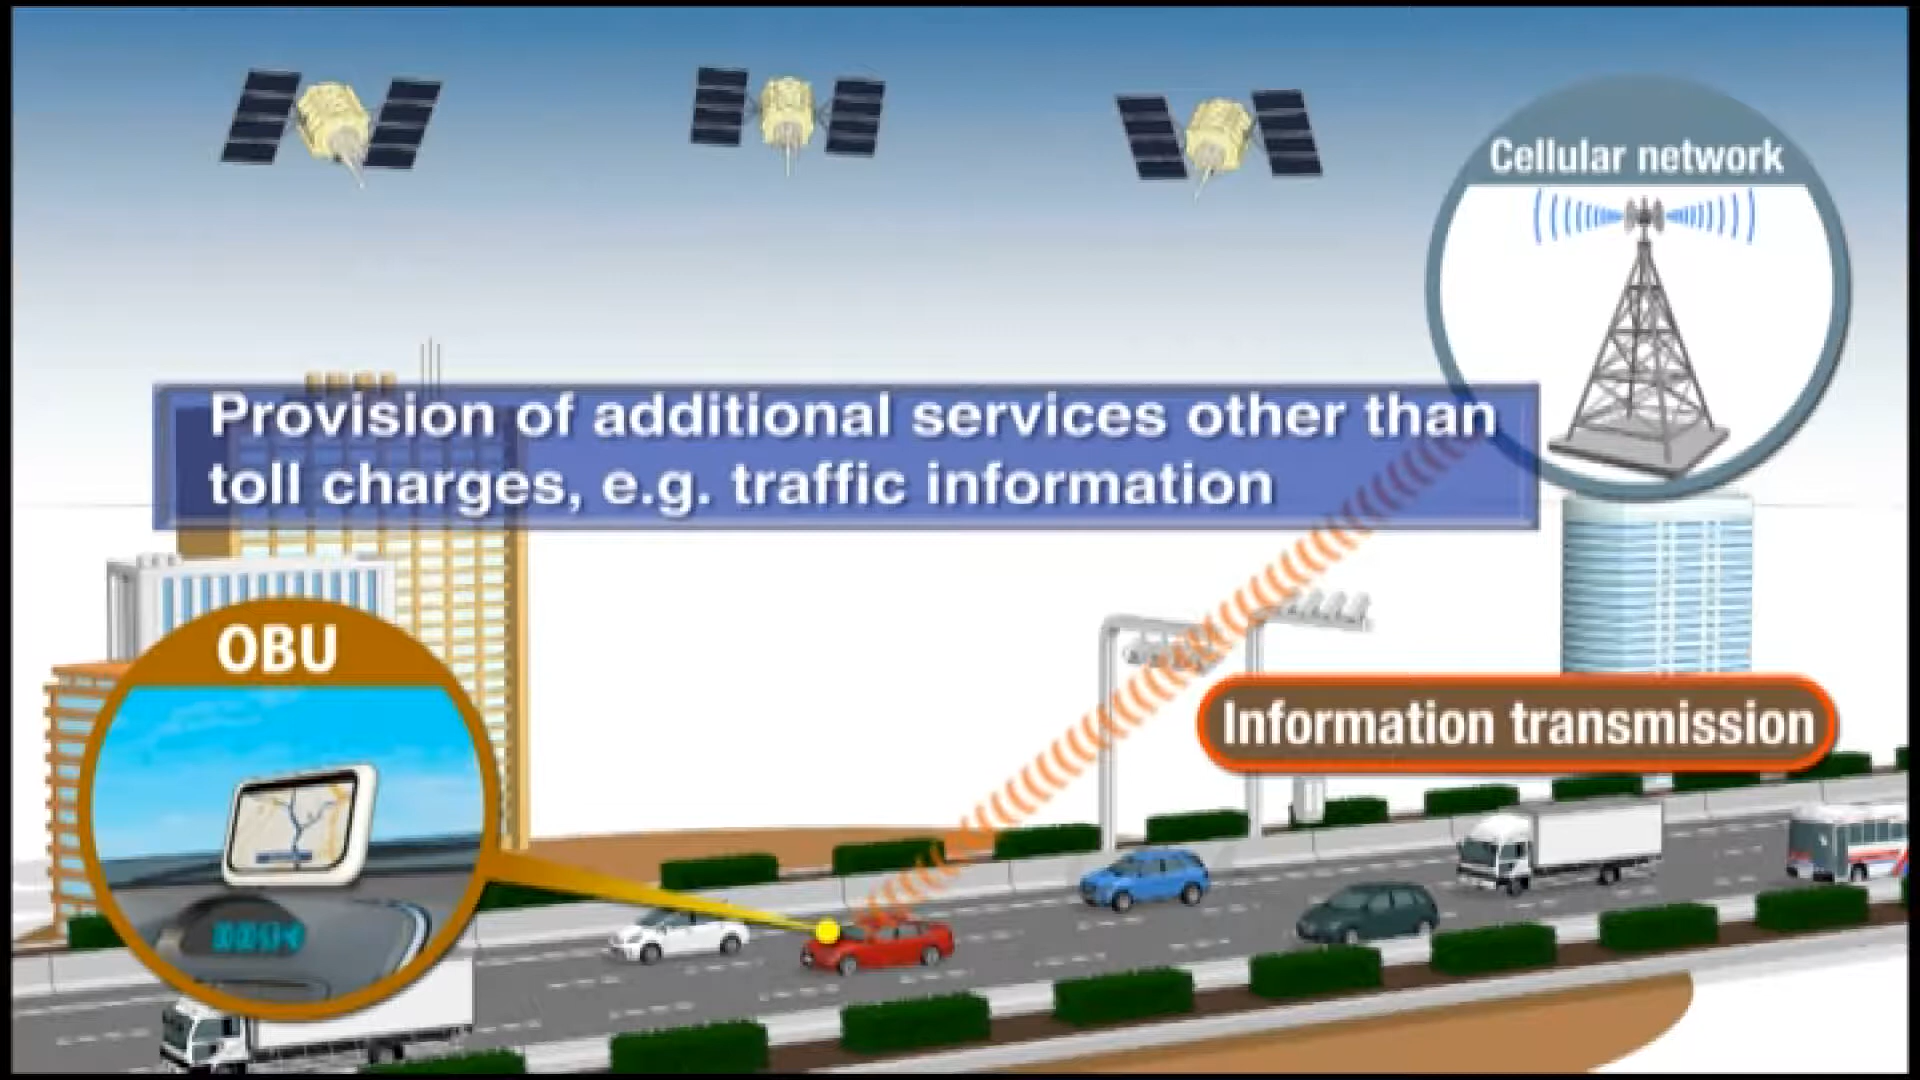 Cellular network
Provision of additional services other than
toll charges, e.g. traffic information
OBU
Information transmission